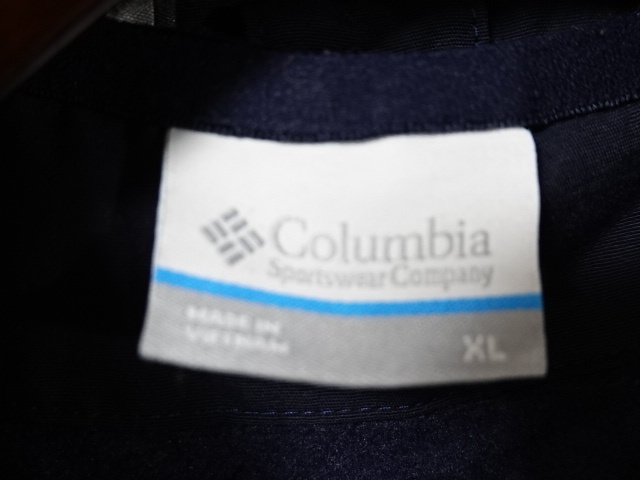 Columbia
Sportswear Company
MADE IN
VIETNAM
XL